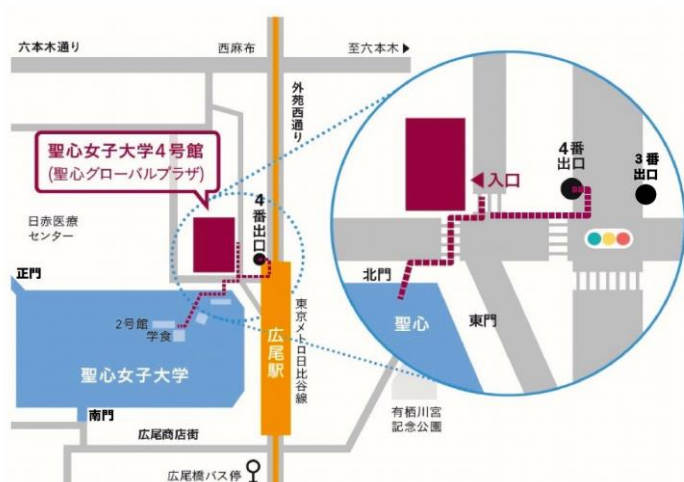 六本木通り
西麻布
至六本木▶
外苑西通り
聖心女子大学4号館
(聖心グローバルプラザ)
4番出口
日赤医療
センター
正門
2号館
学食
聖心女子大学
南門
広尾駅
東京メトロ日比谷線
広尾商店街
広尾橋バス停
有栖川宮
記念公園
4番
出口
3番
出口
◀入口
北門
聖心
東門